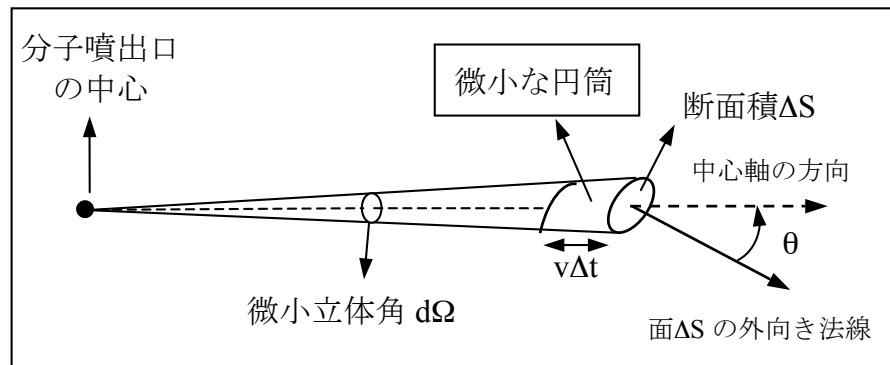 分子噴出口
の中心
微小な円筒
断面積ΔS
中心軸の方向
θ
vΔt
微小立体角 dΩ
面ΔS の外向き法線